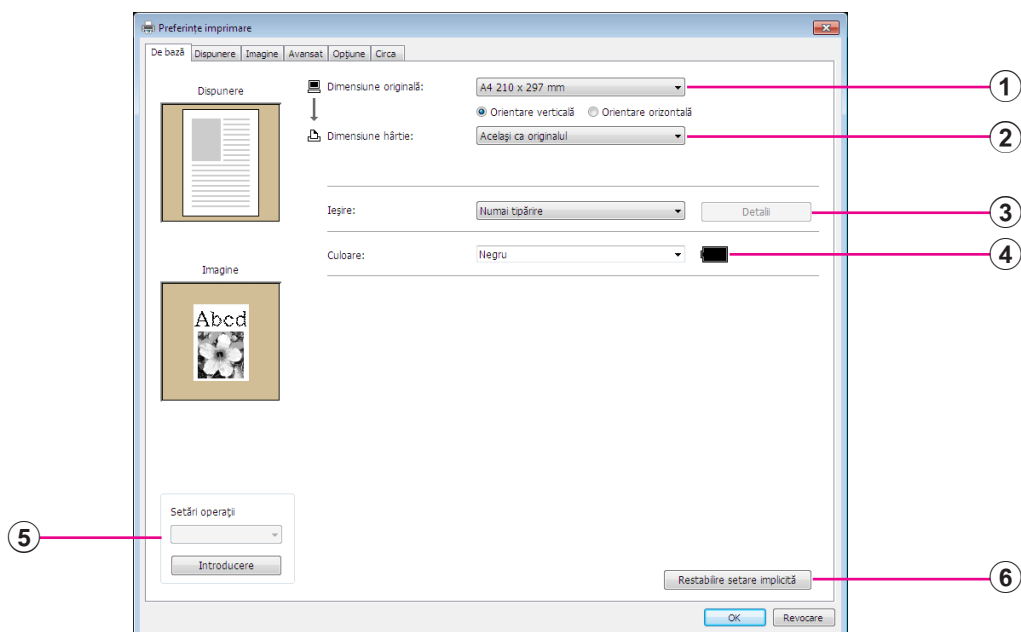 Preferințe imprimare
De bază Dispunere Imagine Avansat Opțiune Circa
Dispunere
Dimensiune originală: A4 210 x 297 mm
1
Orientare verticală Orientare orizontală
Dimensiune hârtie: Același ca originalul
2
Ieșire: Numai tipărire Detalii
3
Culoare: Negru
4
Imagine
Abcd
Setări operații
5
Introducere
Restabilire setare implicită
6
OK Revocare